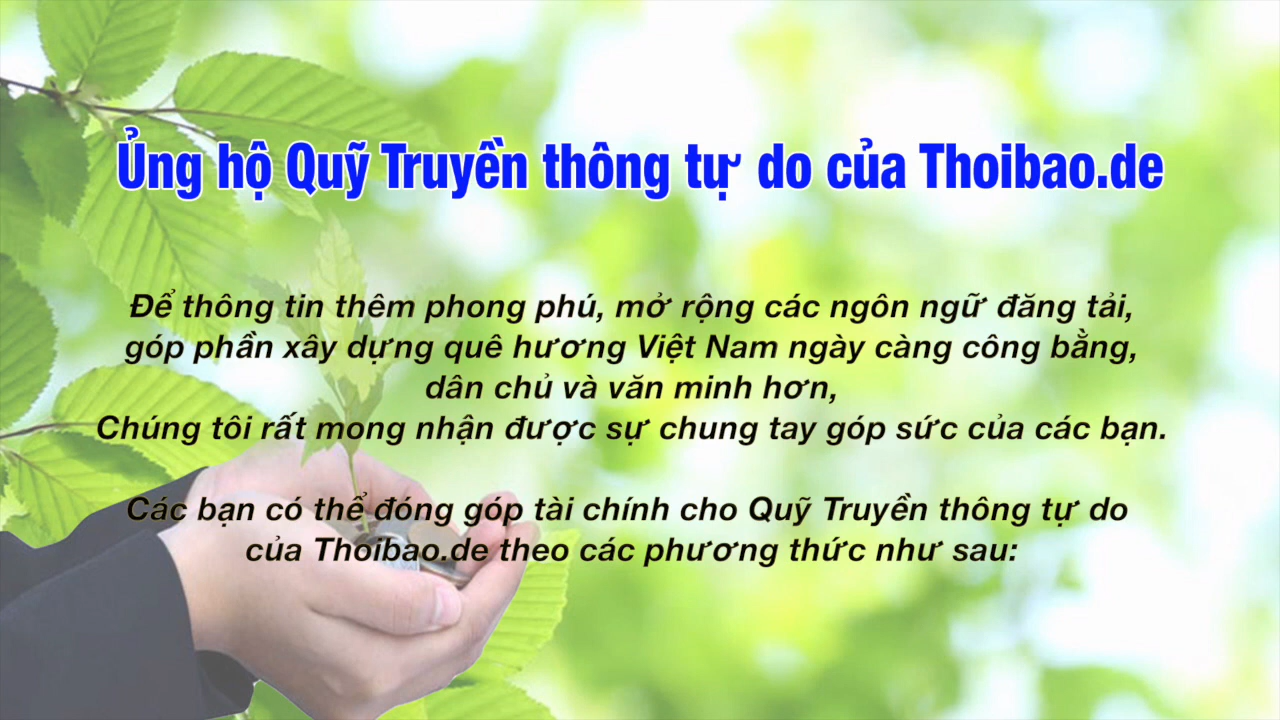 Ủng hộ Quỹ Truyền thông tự do của Thoibao.de
Để thông tin thêm phong phú, mở rộng các ngôn ngữ đăng tải,
góp phần xây dựng quê hương Việt Nam ngày càng công bằng,
dân chủ và văn minh hơn,
Chúng tôi rất mong nhận được sự chung tay góp sức của các bạn.
Các bạn có thể đóng góp tài chính cho Quỹ Truyền thông tự do
của Thoibao.de theo các phương thức như sau: